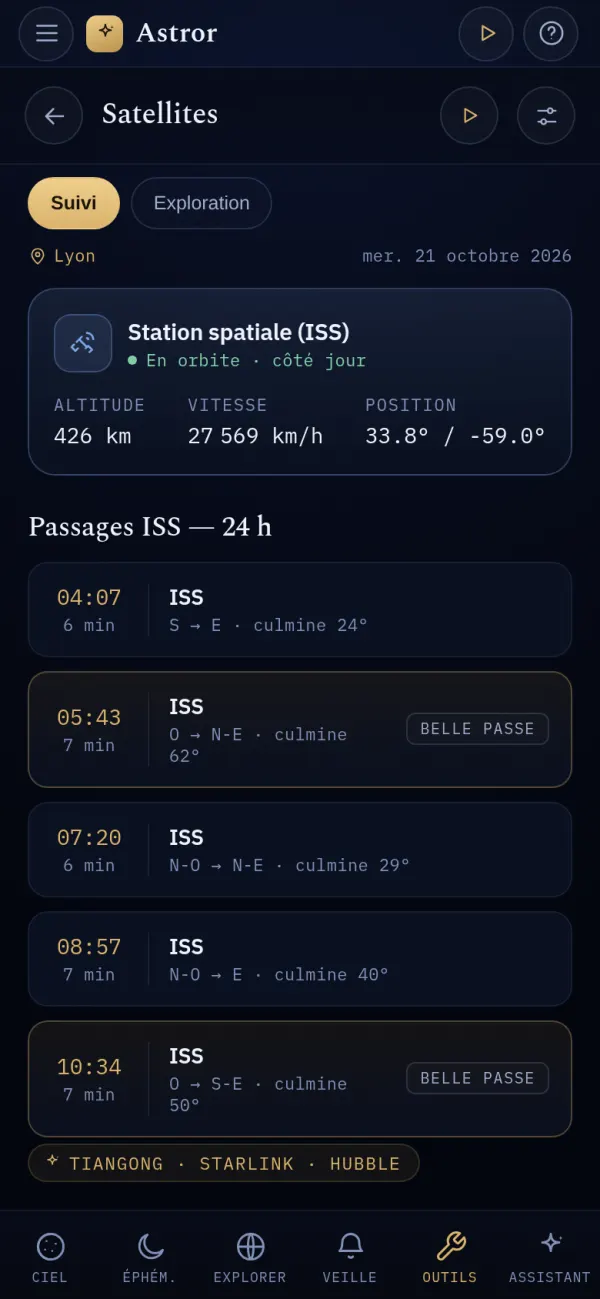 Astror
Satellites
Suivi
Exploration
Lyon
mer. 21 octobre 2026
Station spatiale (ISS)
En orbite · côté jour
ALTITUDE
VITESSE
POSITION
426 km
27 569 km/h
33.8° / -59.0°
Passages ISS — 24 h
04:07
6 min
ISS
S → E · culmine 24°
05:43
7 min
ISS
O → N-E · culmine
62°
BELLE PASSE
07:20
6 min
ISS
N-O → N-E · culmine 29°
08:57
7 min
ISS
N-O → E · culmine 40°
10:34
7 min
ISS
O → S-E · culmine
50°
BELLE PASSE
TIANGONG · STARLINK · HUBBLE
CIEL
ÉPHÉM.
EXPLORER
VEILLE
OUTILS
ASSISTANT